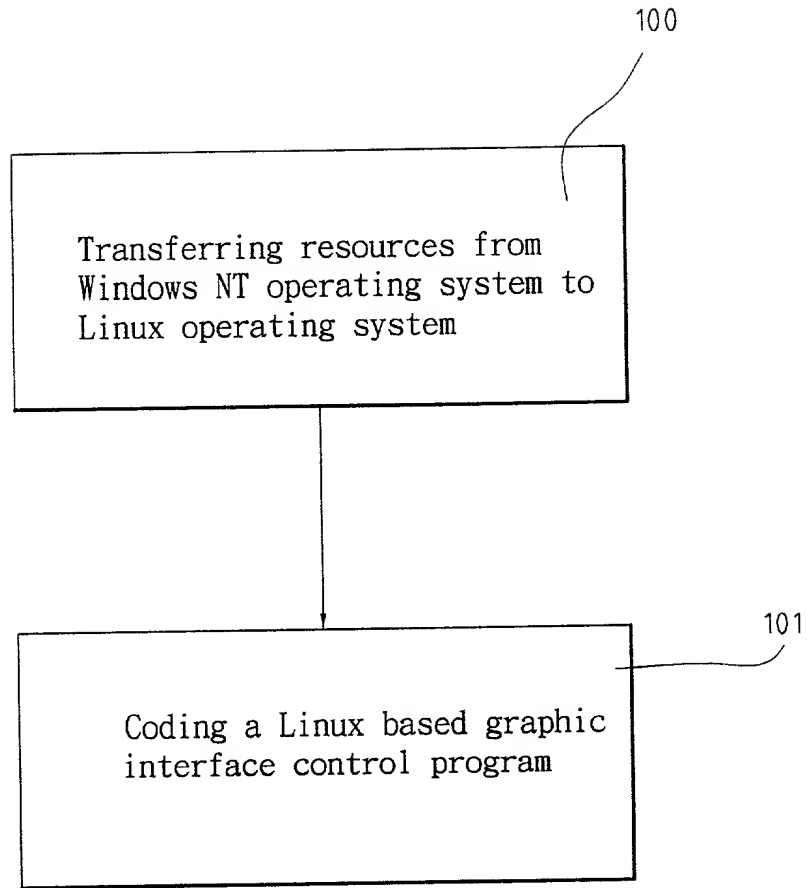 100
Transferring resources from
Windows NT operating system to
Linux operating system
101
Coding a Linux based graphic
interface control program